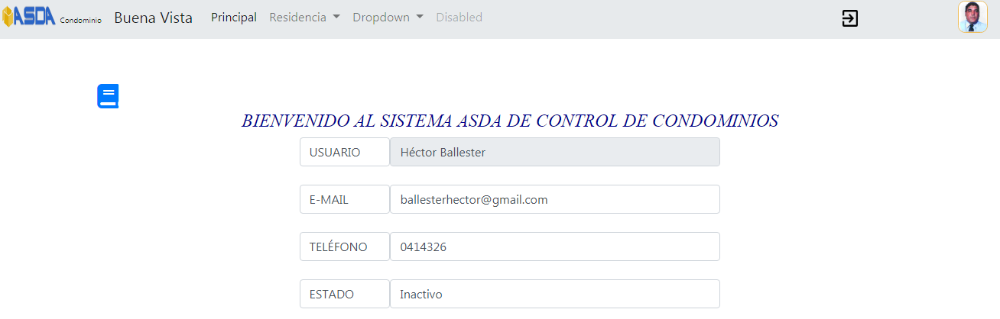 ASDA Condominio Buena Vista Principal Residencia Dropdown Disabled
BIENVENIDO AL SISTEMA ASDA DE CONTROL DE CONDOMINIOS
USUARIO Héctor Ballester
E-MAIL ballesterhector@gmail.com
TELÉFONO 0414326
ESTADO Inactivo